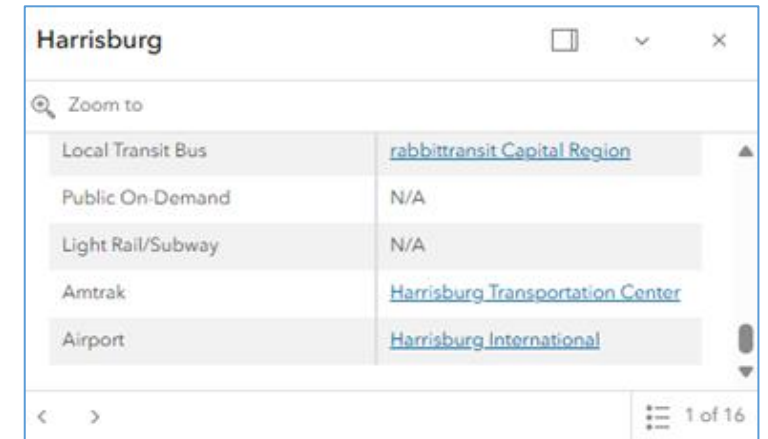 Harrisburg
Zoom to
Local Transit Bus rabbittransit Capital Region
Public On-Demand N/A
Light Rail/Subway N/A
Amtrak Harrisburg Transportation Center
Airport Harrisburg International
1 of 16